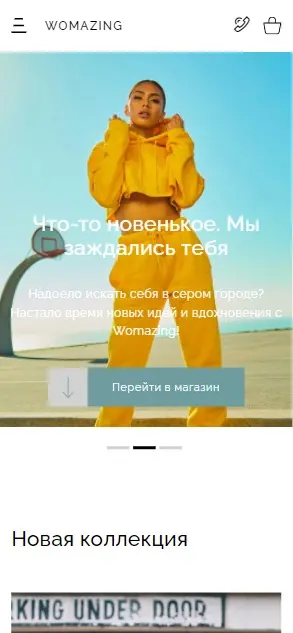 WOMAZING
Что-то новенькое. Мы
заждались тебя
Надоело искать себя в сером городе?
Настало время новых идей и вдохновения с
Womazing!
Перейти в магазин
Новая коллекция
KING UNDER DOOR